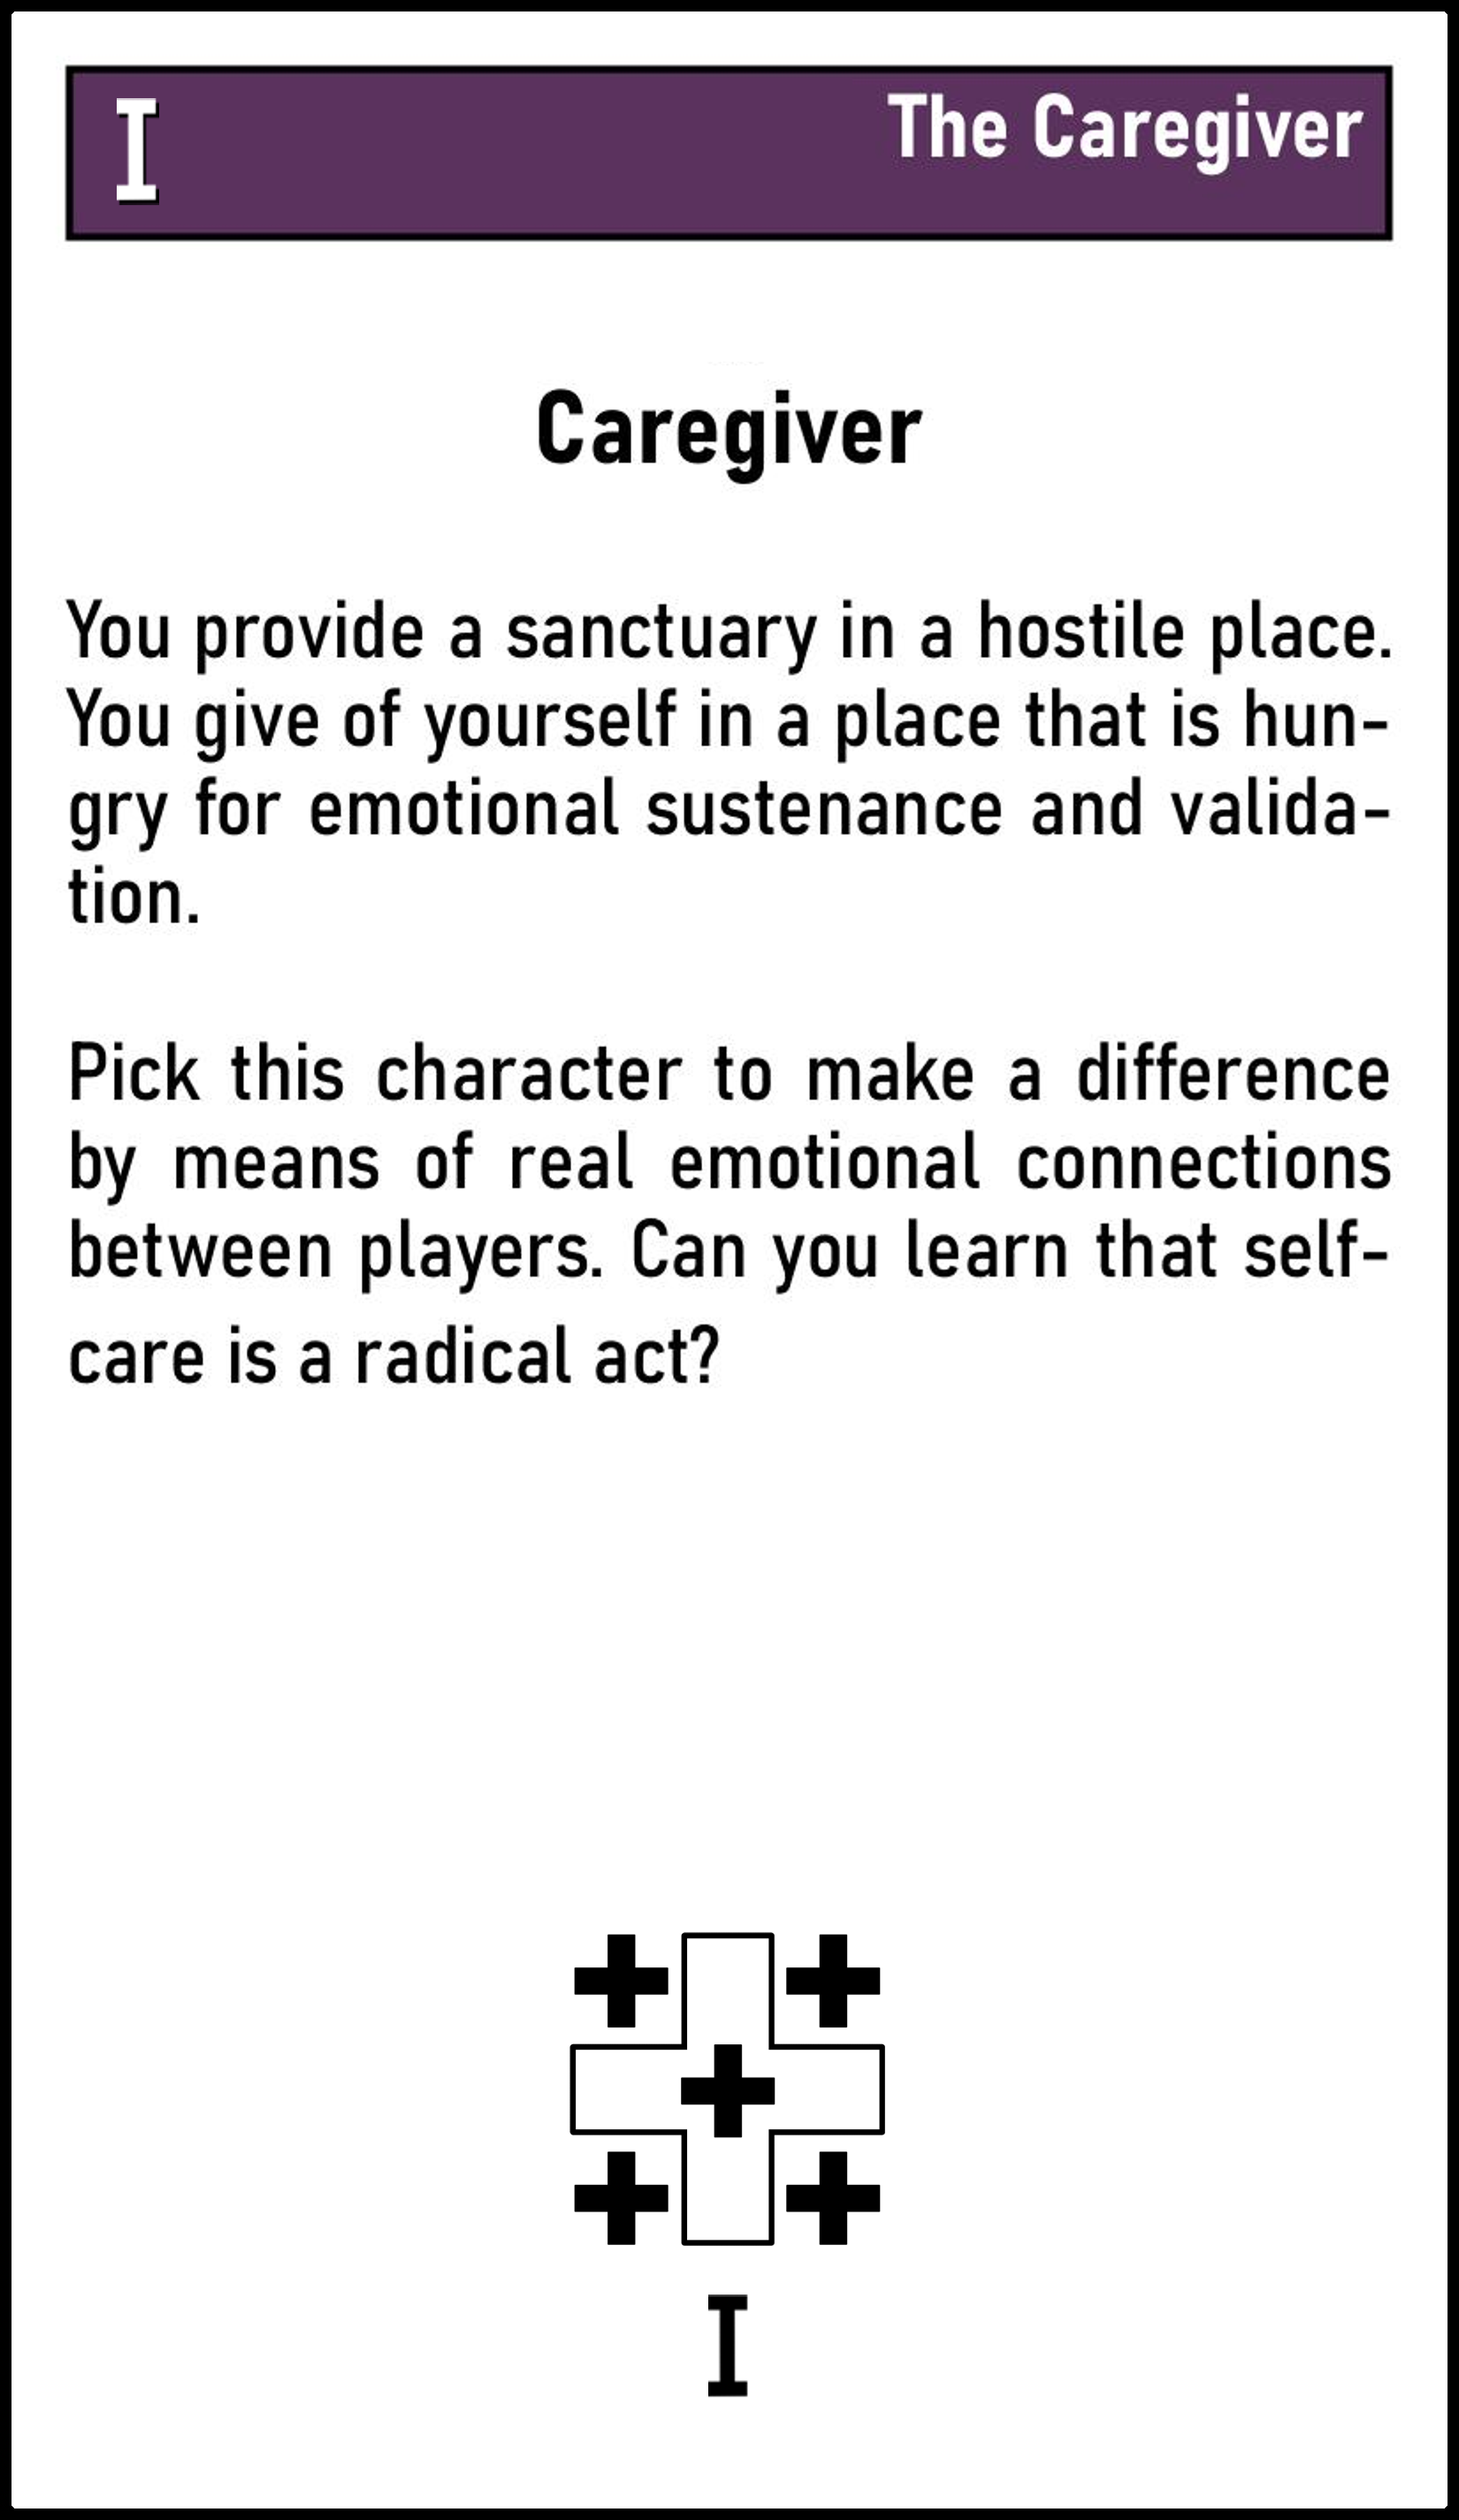 I
The Caregiver
Caregiver
You provide a sanctuary in a hostile place.
You give of yourself in a place that is hun-
gry for emotional sustenance and valida-
tion.
Pick this character to make a difference
by means of real emotional connections
between players. Can you learn that self-
care is a radical act?
I